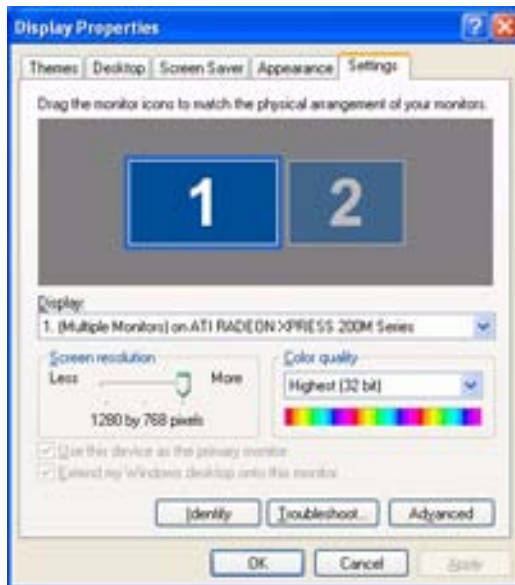 Display Properties
Themes Desktop Screen Saver Appearance Settings
Drag the monitor icons to match the physical arrangement of your monitors.
1 2
Display:
1. (Multiple Monitors) on ATI RADEON XPRESS 200M Series
Screen resolution
Less More
1280 by 768 pixels
Color quality
Highest (32 bit)
Use this device as the primary monitor
Extend my Windows desktop onto this monitor
Identify Troubleshoot... Advanced
OK Cancel Apply